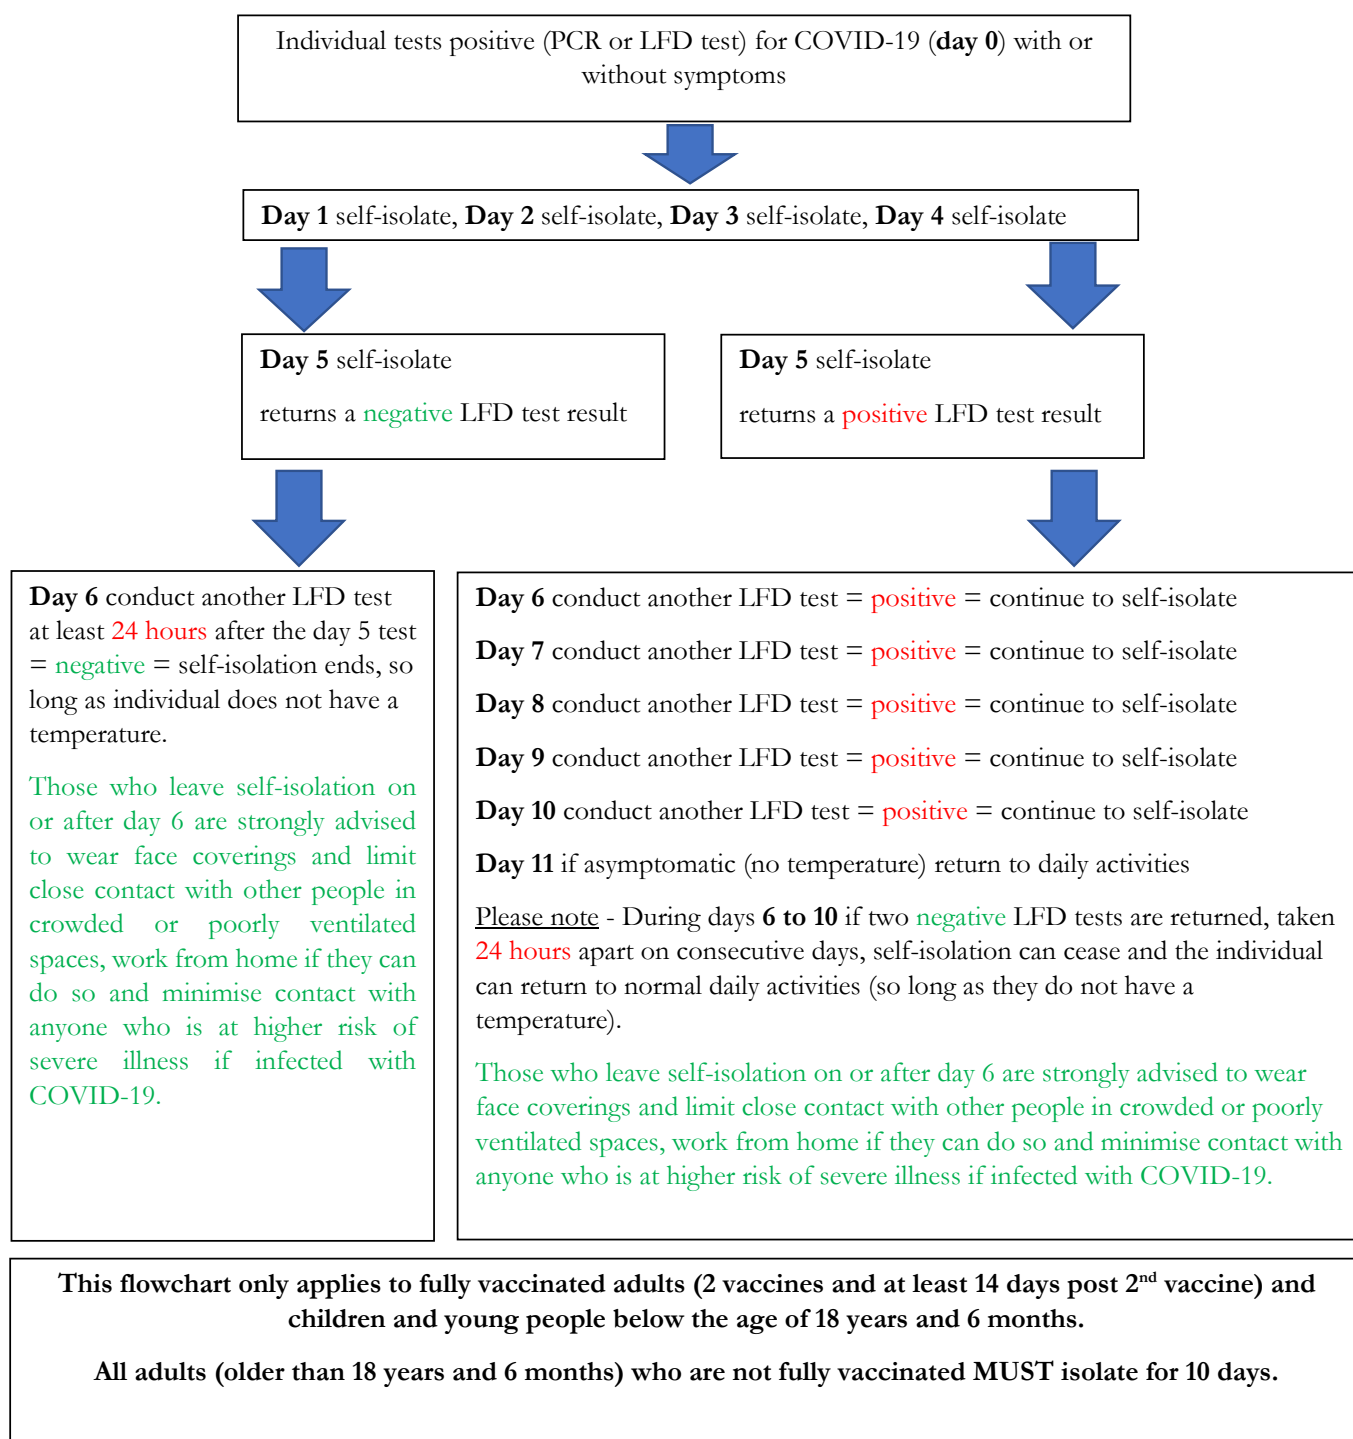 Individual tests positive (PCR or LFD test) for COVID-19 (day 0) with or
without symptoms
Day 1 self-isolate, Day 2 self-isolate, Day 3 self-isolate, Day 4 self-isolate
Day 5 self-isolate
returns a negative LFD test result
Day 5 self-isolate
returns a positive LFD test result
Day 6 conduct another LFD test
at least 24 hours after the day 5 test
= negative = self-isolation ends, so
long as individual does not have a
temperature.
Those who leave self-isolation on
or after day 6 are strongly advised
to wear face coverings and limit
close contact with other people in
crowded or poorly ventilated
spaces, work from home if they can
do so and minimise contact with
anyone who is at higher risk of
severe illness if infected with
COVID-19.
Day 6 conduct another LFD test = positive = continue to self-isolate
Day 7 conduct another LFD test = positive = continue to self-isolate
Day 8 conduct another LFD test = positive = continue to self-isolate
Day 9 conduct another LFD test = positive = continue to self-isolate
Day 10 conduct another LFD test = positive = continue to self-isolate
Day 11 if asymptomatic (no temperature) return to daily activities
Please note - During days 6 to 10 if two negative LFD tests are returned, taken
24 hours apart on consecutive days, self-isolation can cease and the individual
can return to normal daily activities (so long as they do not have a
temperature).
Those who leave self-isolation on or after day 6 are strongly advised to wear
face coverings and limit close contact with other people in crowded or poorly
ventilated spaces, work from home if they can do so and minimise contact with
anyone who is at higher risk of severe illness if infected with COVID-19.
This flowchart only applies to fully vaccinated adults (2 vaccines and at least 14 days post 2nd vaccine) and
children and young people below the age of 18 years and 6 months.
All adults (older than 18 years and 6 months) who are not fully vaccinated MUST isolate for 10 days.